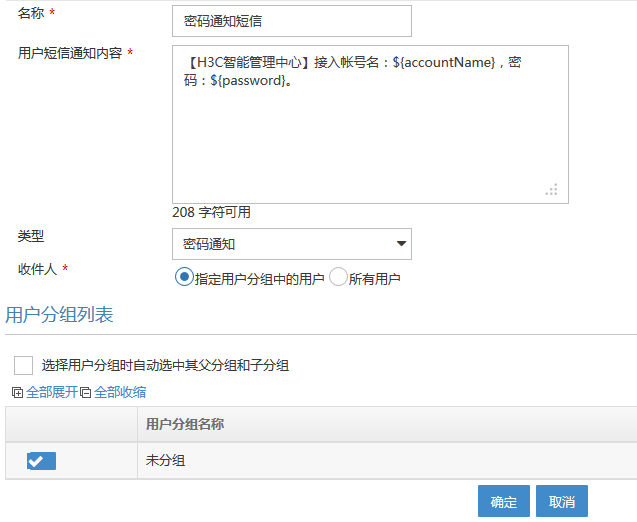 名称 *
密码通知短信
用户短信通知内容 *
【H3C智能管理中心】接入帐号名：${accountName}，密
码：${password}。
208 字符可用
类型
密码通知
收件人 *
指定用户分组中的用户 所有用户
用户分组列表
选择用户分组时自动选中其父分组和子分组
全部展开 全部收缩
用户分组名称
未分组
确定 取消